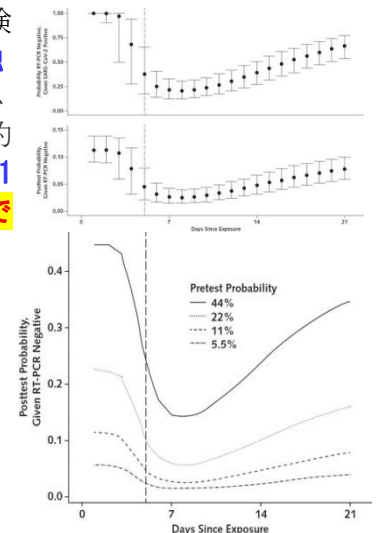 検
、
的
1
で
Probability RT-PCR Negative,
Given SARS-CoV-2 Positive
1.00
0.75
0.50
0.25
0.00
Posttest Probability,
Given RT-PCR Negative
0.15
0.10
0.05
0.00
0
7
14
21
Days Since Exposure
Posttest Probability,
Given RT-PCR Negative
0.4
0.3
0.2
0.1
0.0
Pretest Probability
44%
22%
11%
5.5%
0
7
14
21
Days Since Exposure